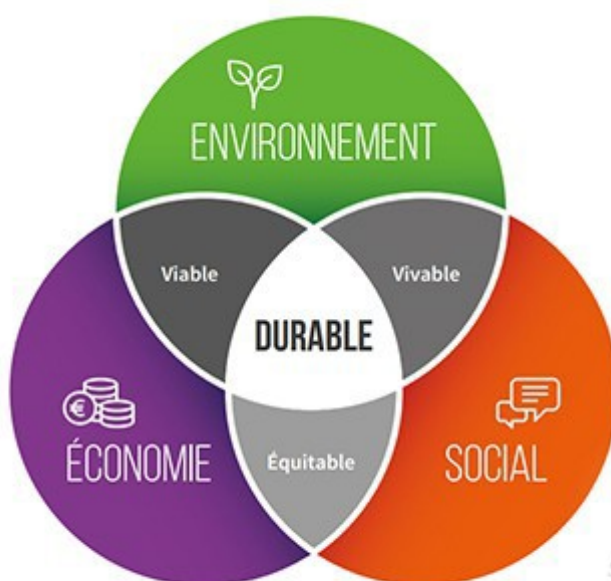 ENVIRONNEMENT
Viable
Vivable
DURABLE
€
ÉCONOMIE
SOCIAL
Équitable